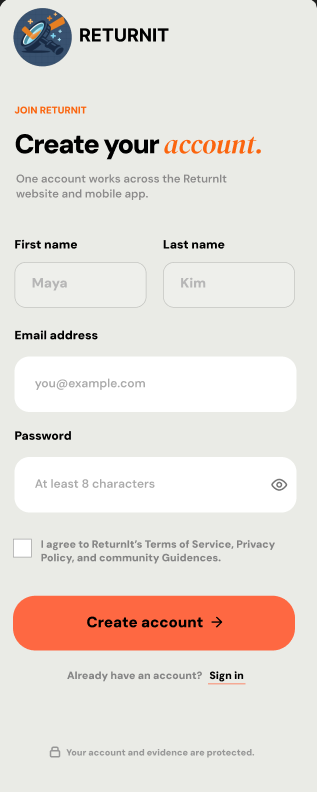 RETURNIT
JOIN RETURNIT
Create your account.
One account works across the ReturnIt
website and mobile app.
First name
Last name
Maya
Kim
Email address
you@example.com
Password
At least 8 characters
I agree to ReturnIt's Terms of Service, Privacy
Policy, and community Guidences.
Create account →
Already have an account? Sign in
Your account and evidence are protected.